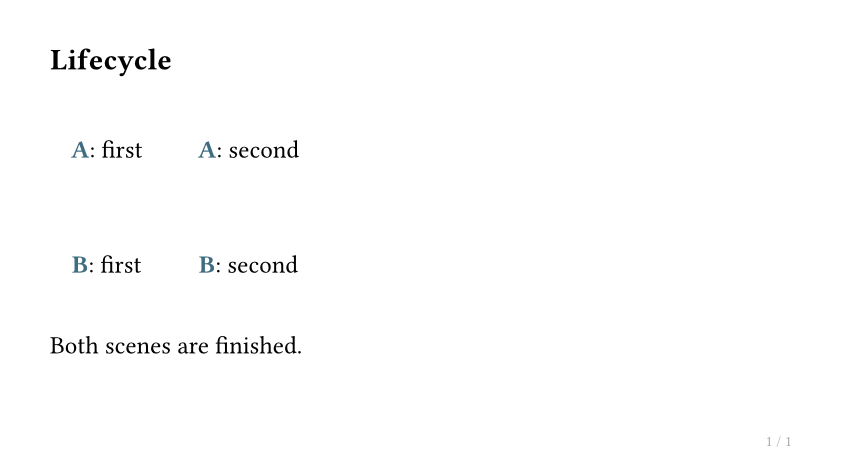 Lifecycle
A: first A: second
B: first B: second
Both scenes are finished.
1 / 1